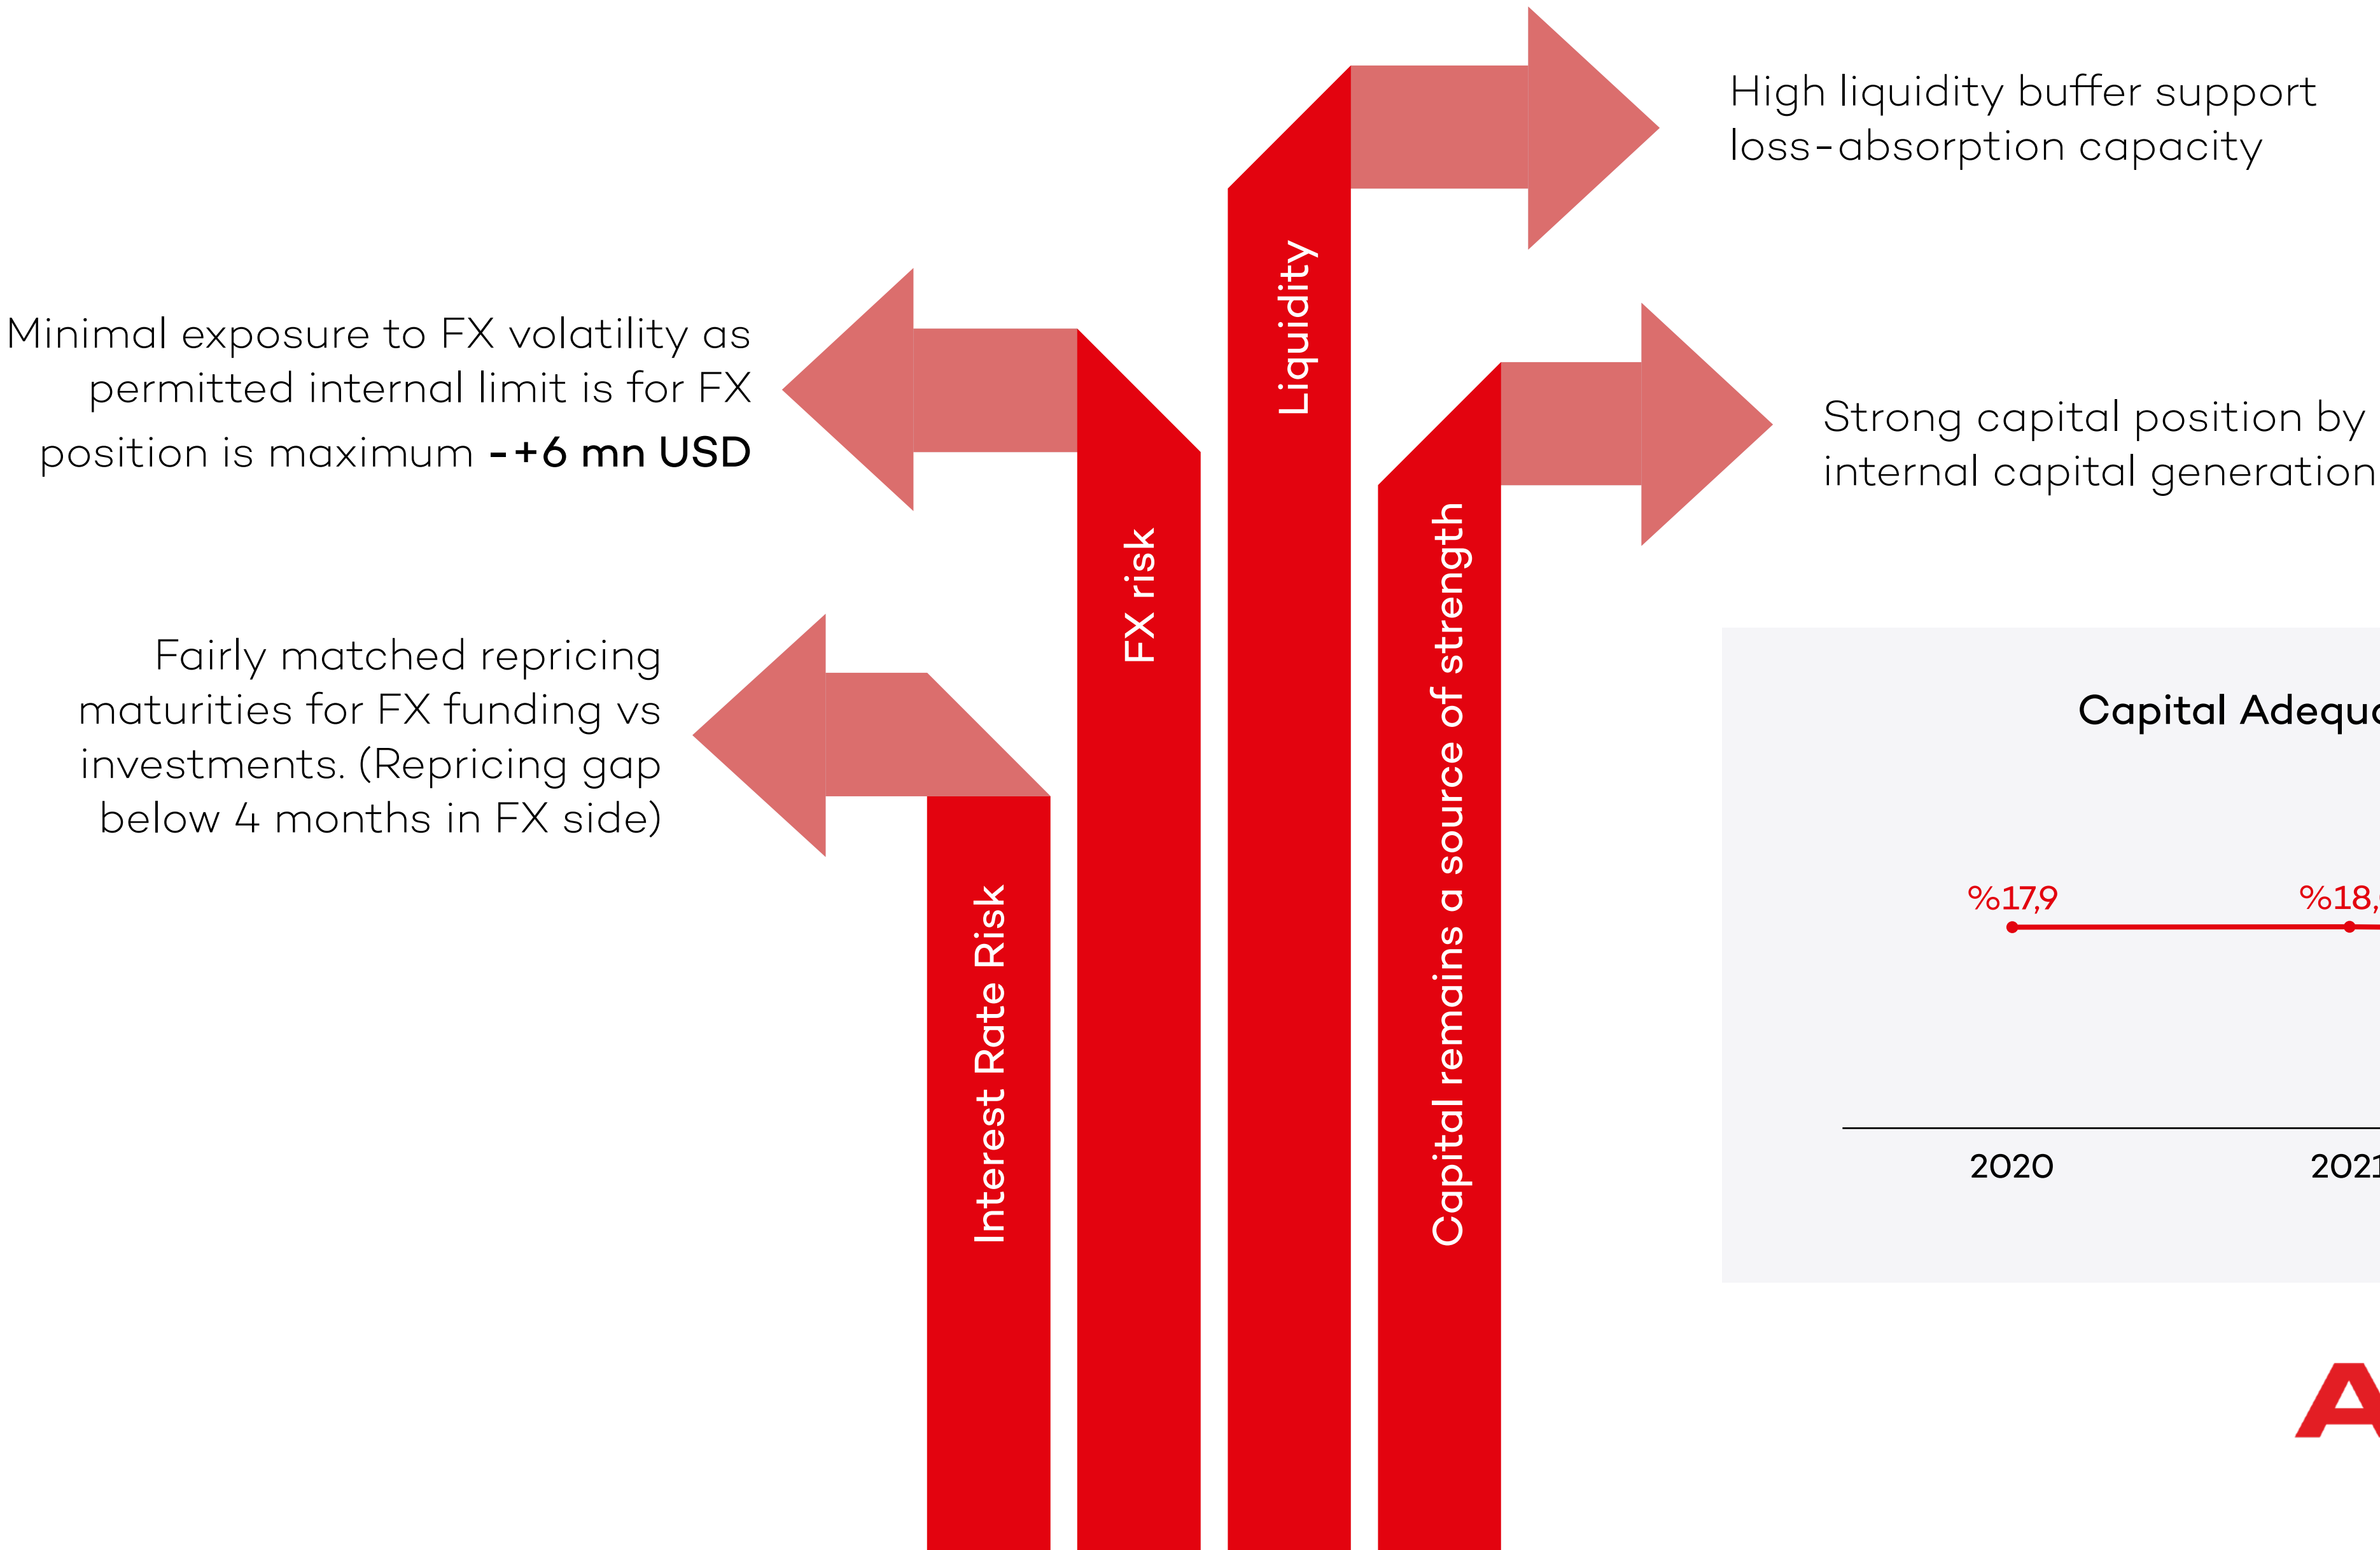 High liquidity buffer support
loss-absorption capacity
Minimal exposure to FX volatility as
permitted internal limit is for FX
position is maximum -+6 mn USD
Strong capital position by
internal capital generation
Fairly matched repricing
maturities for FX funding vs
investments. (Repricing gap
below 4 months in FX side)
Interest Rate Risk
FX risk
Liquidity
Capital remains a source of strength
Capital
%17,9
%18,
2020
2021